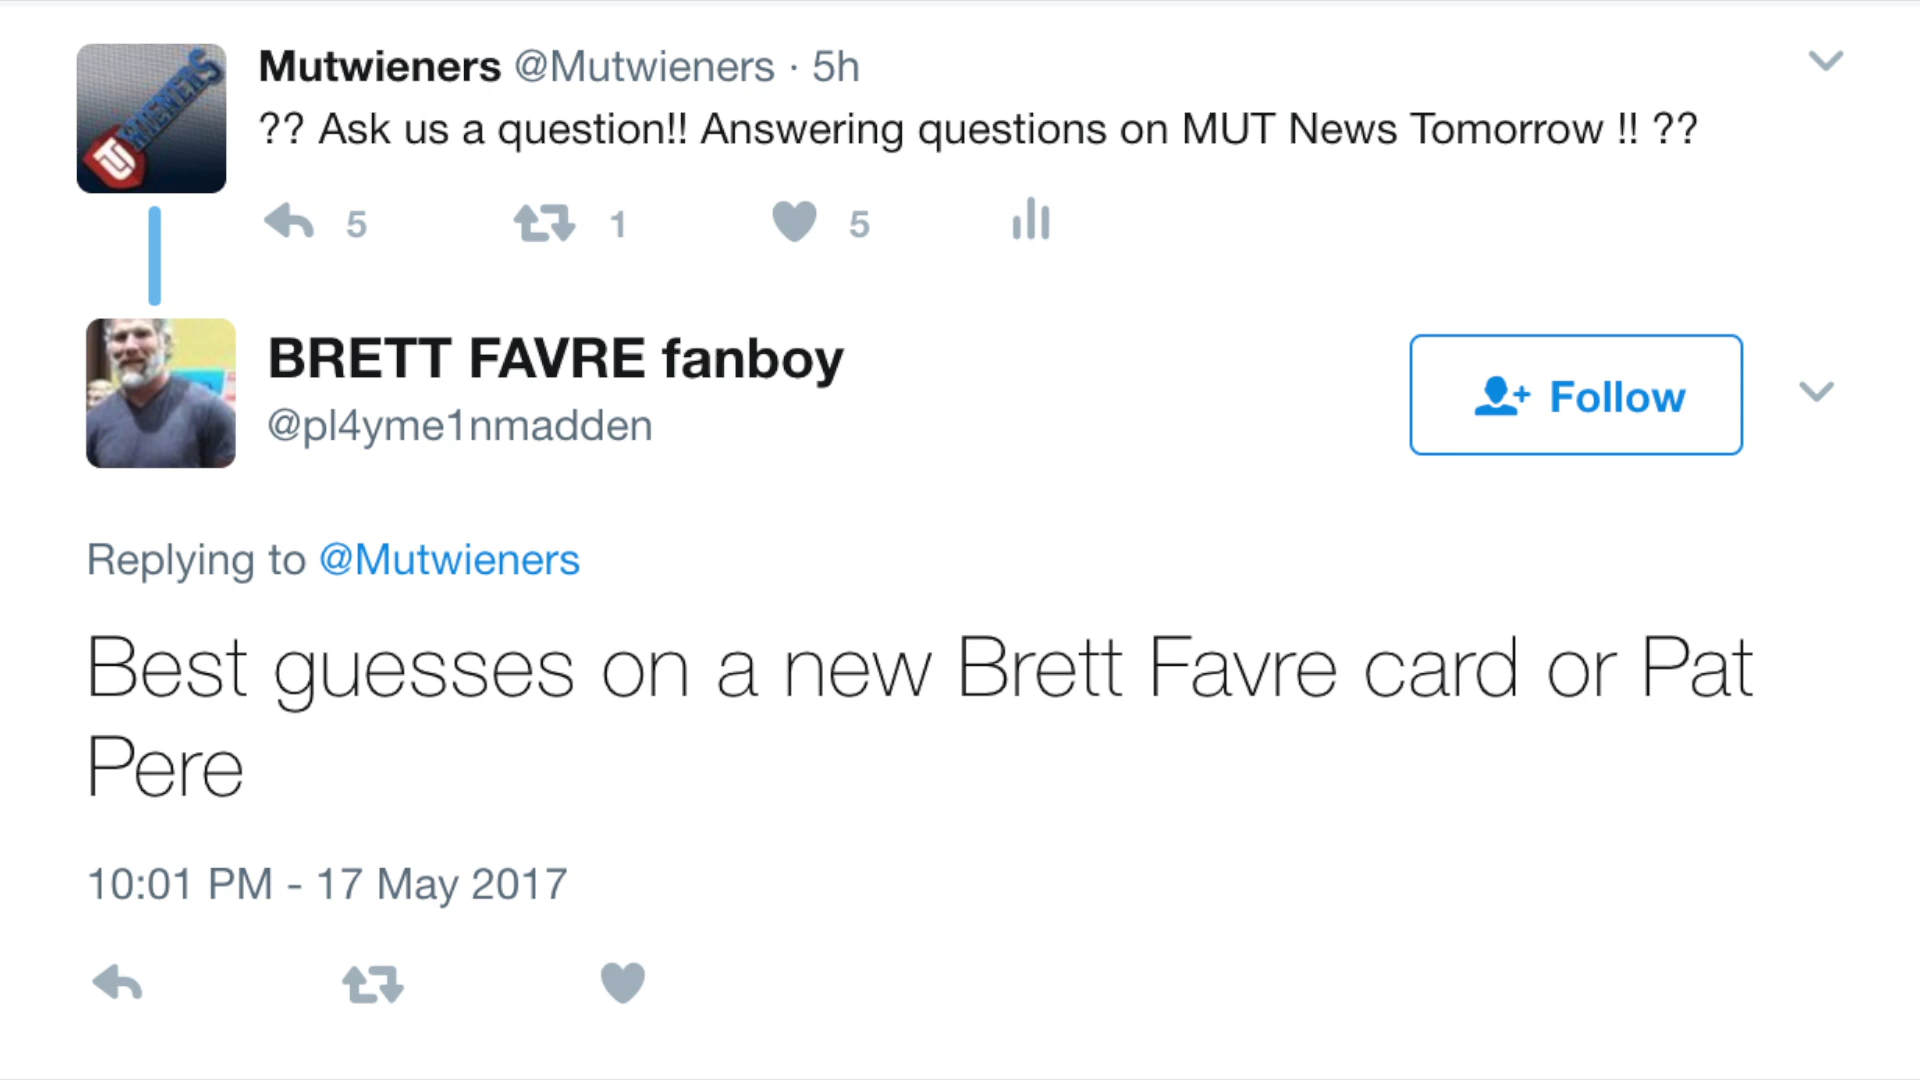 Mutwieners @Mutwieners · 5h
?? Ask us a question!! Answering questions on MUT News Tomorrow !! ??
5 1 5
BRETT FAVRE fanboy
@pl4yme1nmadden
Follow
Replying to @Mutwieners
Best guesses on a new Brett Favre card or Pat
Pere
10:01 PM - 17 May 2017